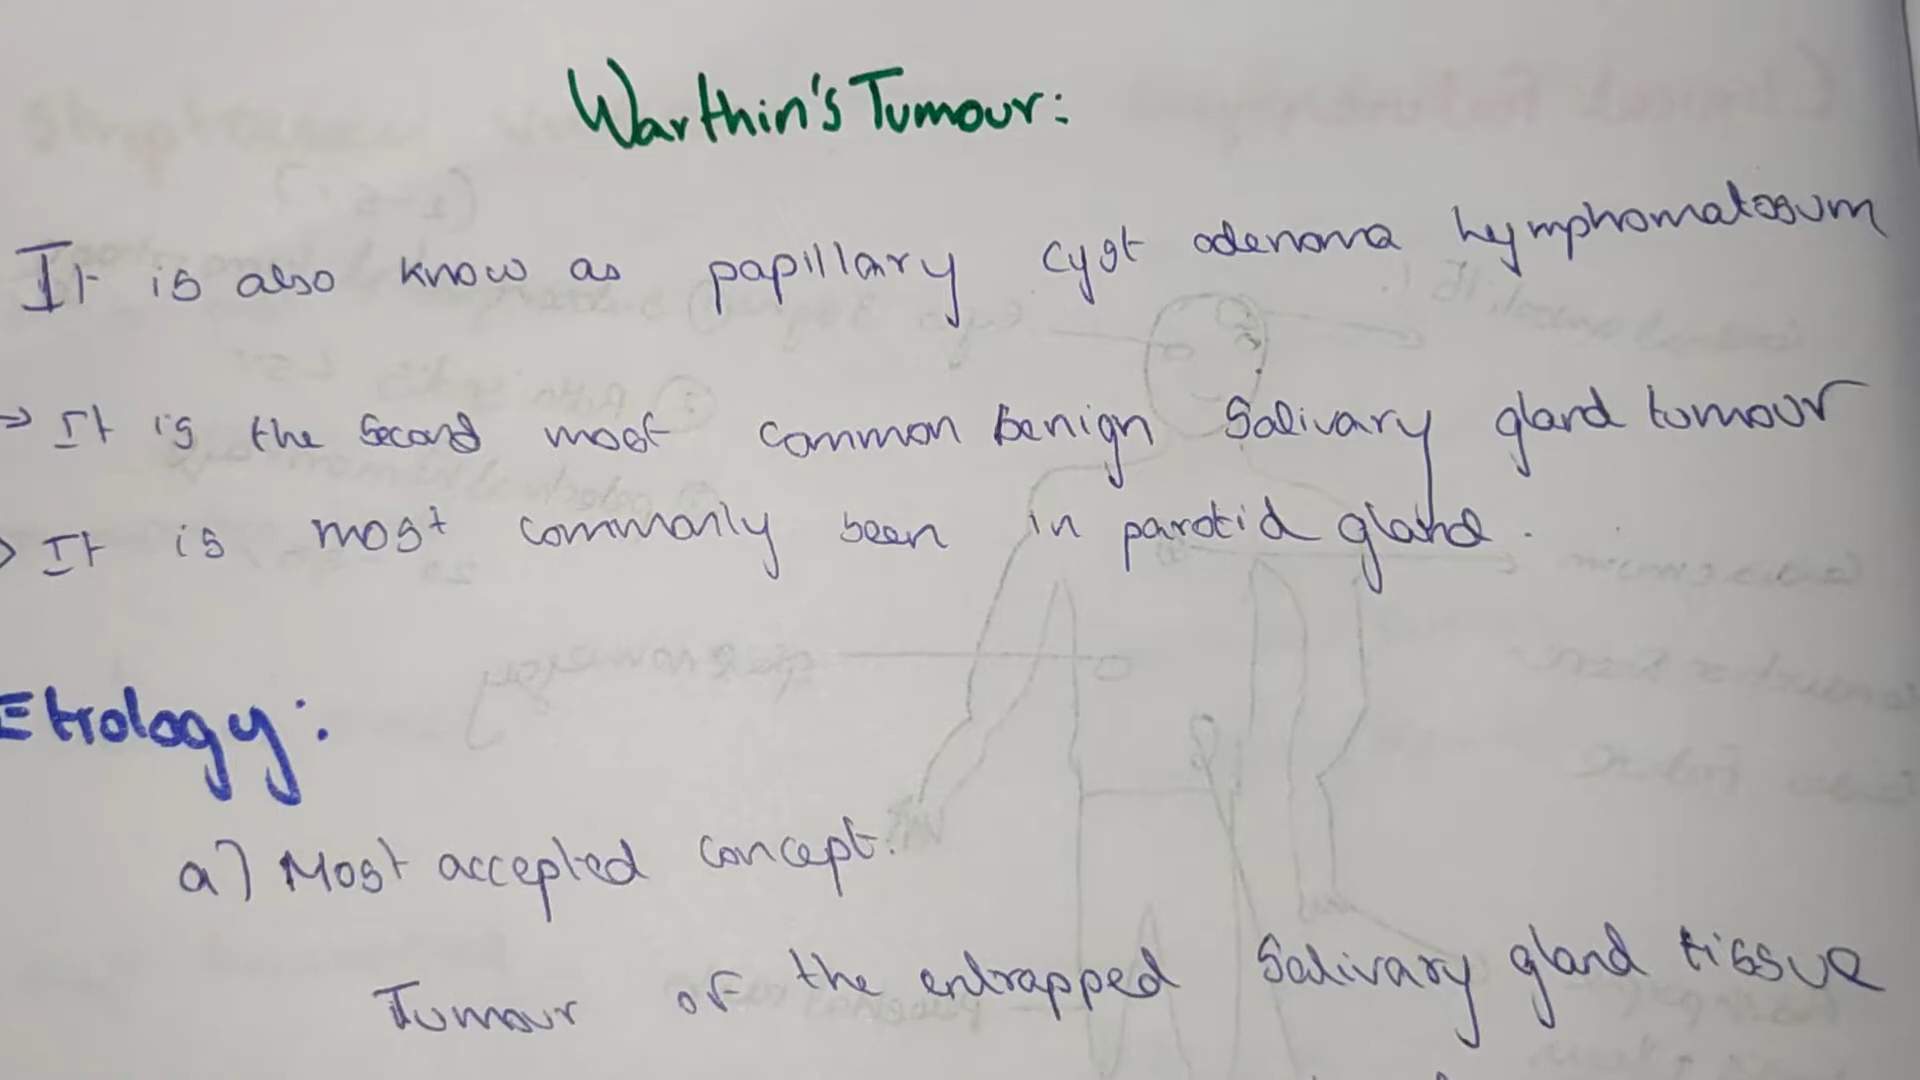 Warthin's Tumour:
It is also know as papillary cyst adenoma lymphomatosum
→ It is the Second most common benign Salivary gland tumour
> It is most commonly seen in parotid gland.
Etiology:
a) Most accepted concept.
Tumour of the entrapped Salivary gland tissue